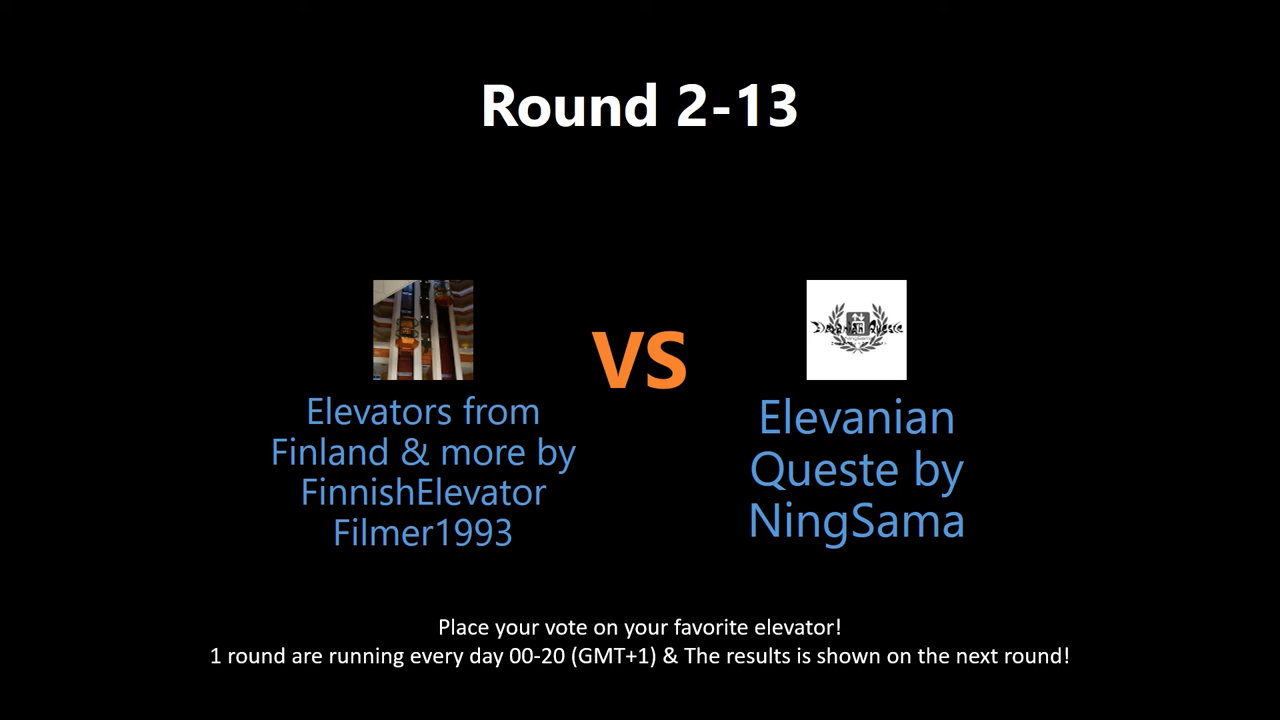 Round 2-13
VS
Elevators from
Finland & more by
FinnishElevator
Filmer1993
Elevanian Queste
Elevanian
Queste by
NingSama
Place your vote on your favorite elevator!
1 round are running every day 00-20 (GMT+1) & The results is shown on the next round!